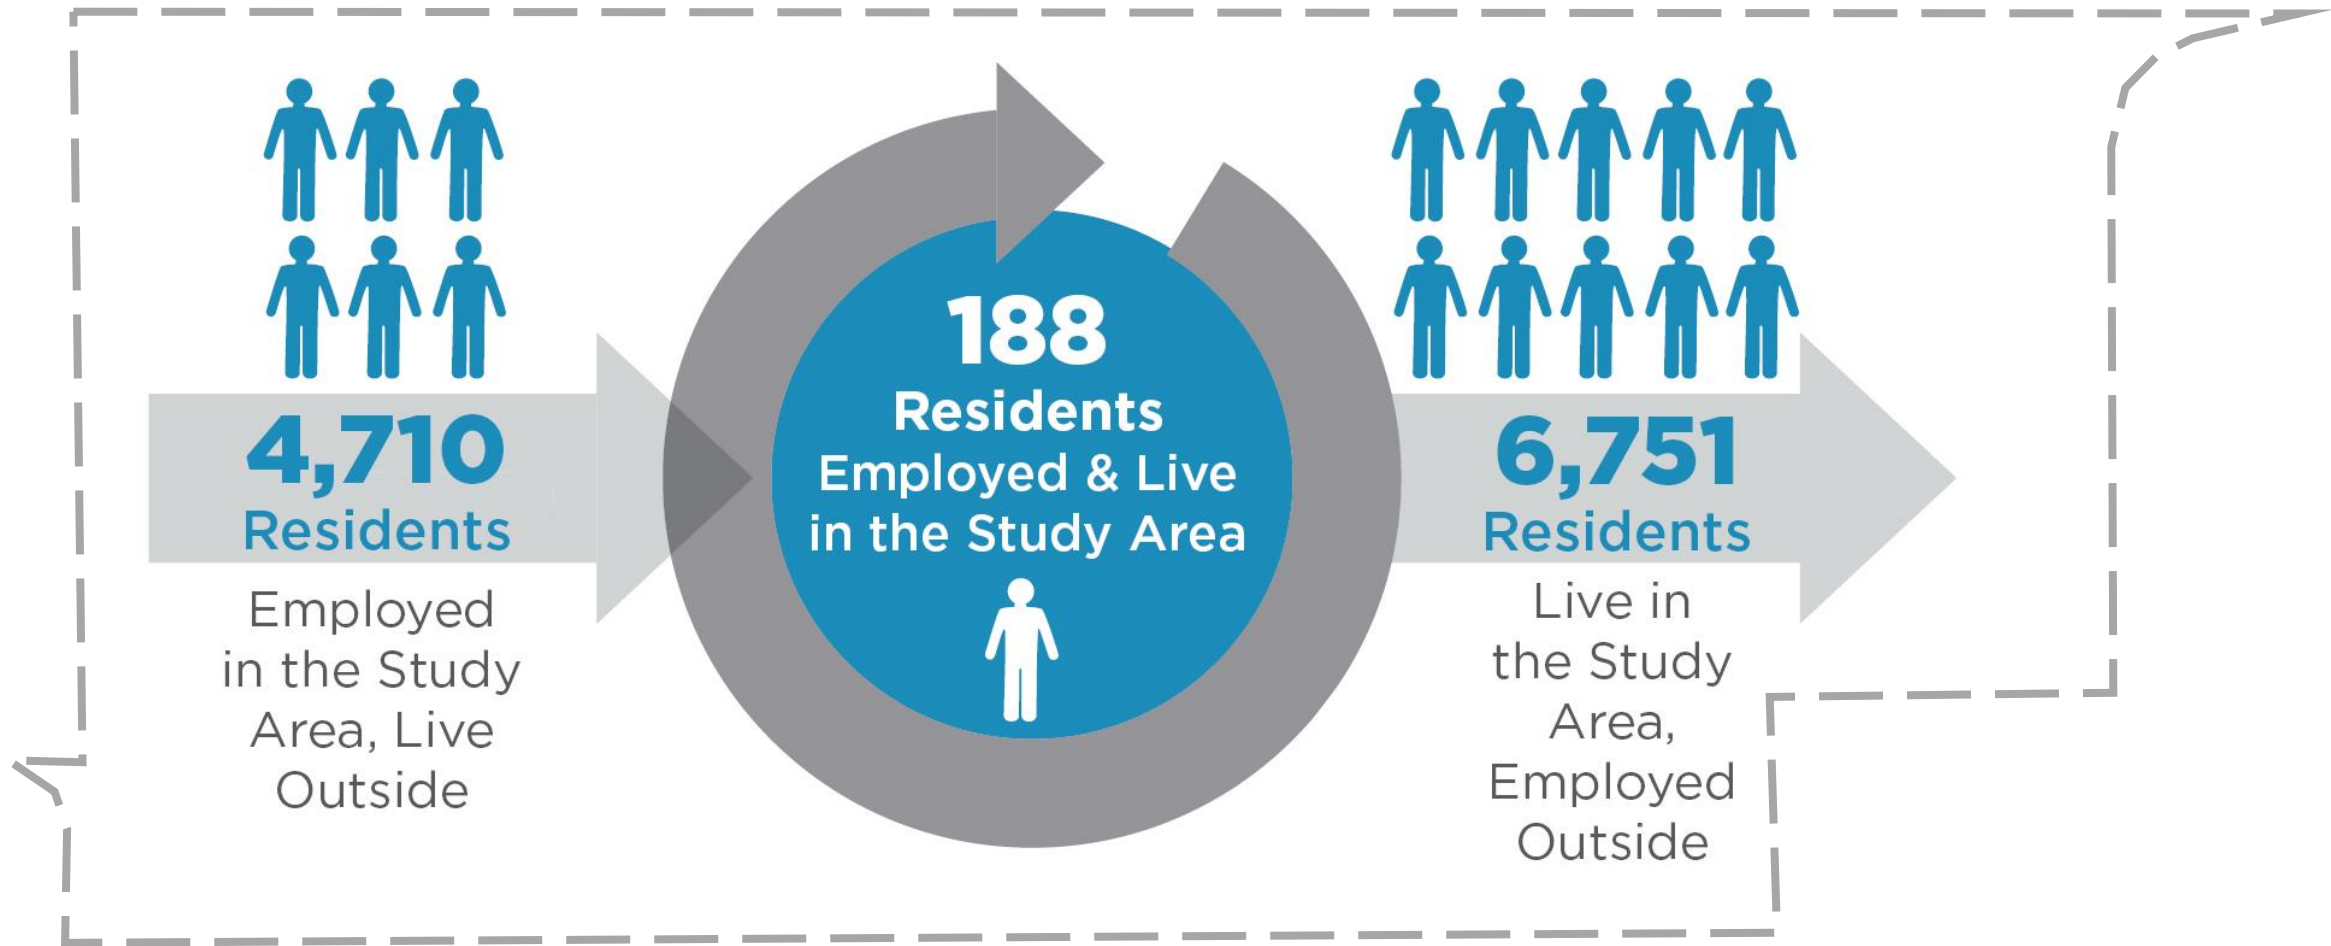 4,710
Residents
Employed
in the Study
Area, Live
Outside
188
Residents
Employed & Live
in the Study Area
6,751
Residents
Live in
the Study
Area,
Employed
Outside